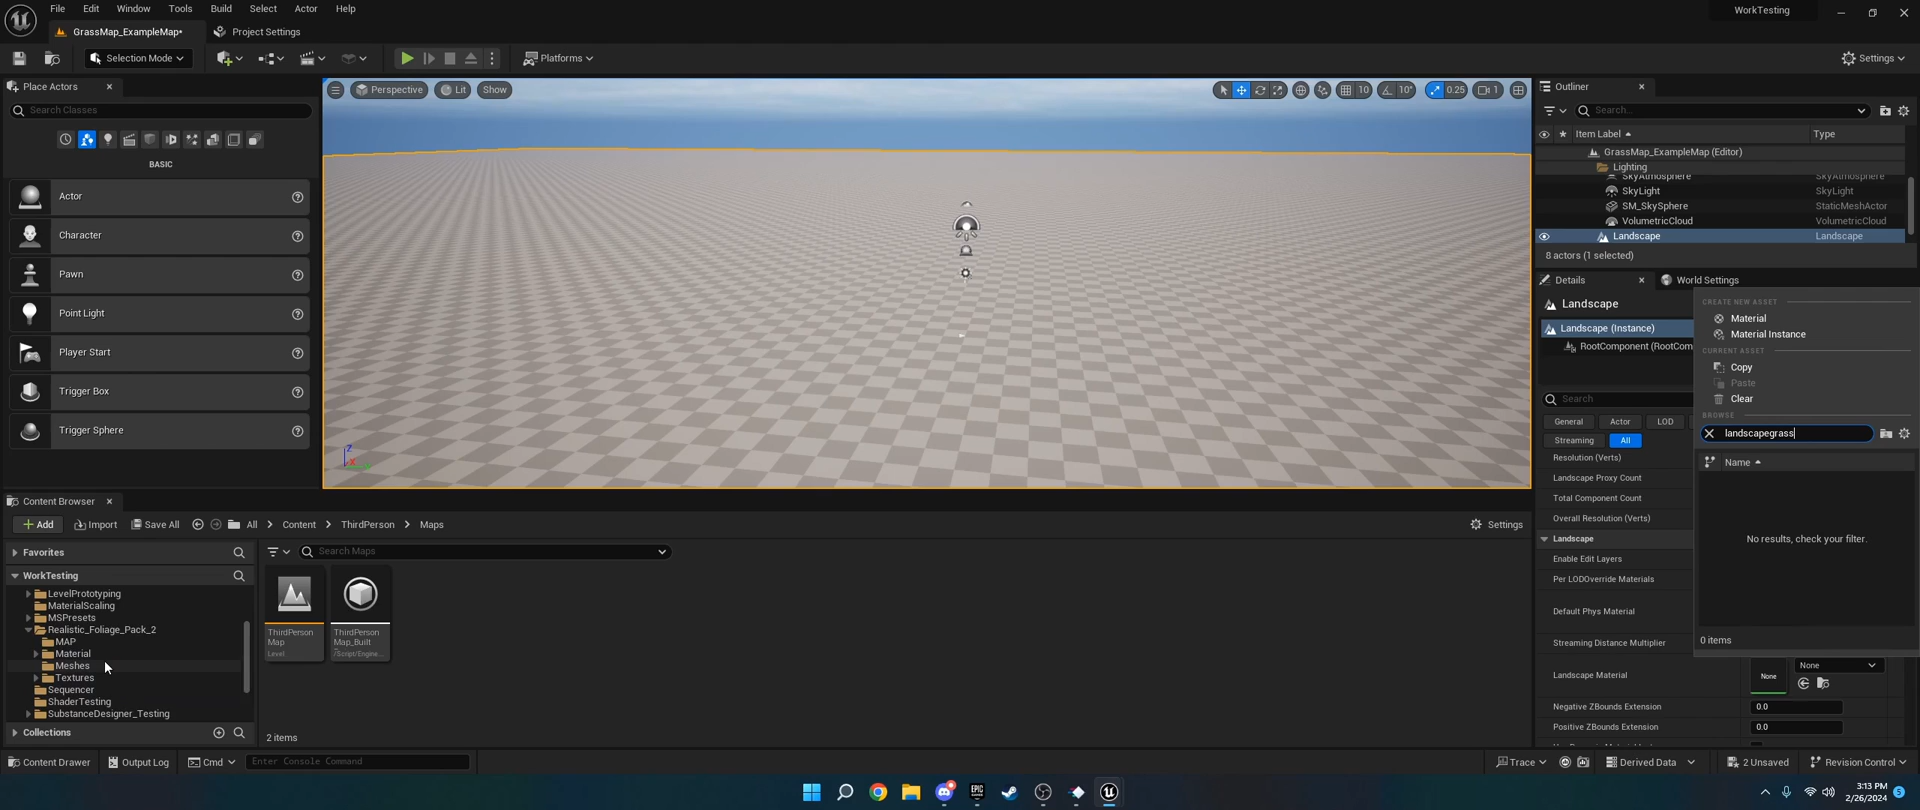 File Edit Window Tools Build Select Actor Help
WorkTesting
GrassMap_ExampleMap*
Project Settings
Selection Mode
Platforms
Settings
Place Actors
Search Classes
BASIC
Actor
Character
Pawn
Point Light
Player Start
Trigger Box
Trigger Sphere
Perspective
Lit
Show
10
10°
0.25
1
Z
X
Outliner
Search...
Item Label
Type
GrassMap_ExampleMap (Editor)
Lighting
SkyAtmosphere SkyAtmosphere
SkyLight SkyLight
SM_SkySphere StaticMeshActor
VolumetricCloud VolumetricCloud
Landscape Landscape
8 actors (1 selected)
Details
World Settings
Landscape
Landscape (Instance)
RootComponent (RootCom
Search
General Actor LOD
Streaming All
Resolution (Verts)
Landscape Proxy Count
Total Component Count
Overall Resolution (Verts)
Landscape
Enable Edit Layers
Per LODOverride Materials
Default Phys Material
Streaming Distance Multiplier
Landscape Material
None
None
Negative ZBounds Extension 0.0
Positive ZBounds Extension 0.0
CREATE NEW ASSET
Material
Material Instance
CURRENT ASSET
Copy
Paste
Clear
BROWSE
landscapegrass
Name
No results, check your filter.
0 items
Content Browser
Add
Import
Save All
All
Content
ThirdPerson
Maps
Settings
Favorites
WorkTesting
LevelPrototyping
MaterialScaling
MSPresets
Realistic_Foliage_Pack_2
MAP
Material
Meshes
Textures
Sequencer
ShaderTesting
SubstanceDesigner_Testing
Collections
Search Maps
ThirdPerson
Map
Level
ThirdPerson
Map_Built
/Script/Engine...
2 items
Content Drawer
Output Log
Cmd
Enter Console Command
Trace
Derived Data
2 Unsaved
Revision Control
EPIC
GAMES
3:13 PM
2/26/2024
5